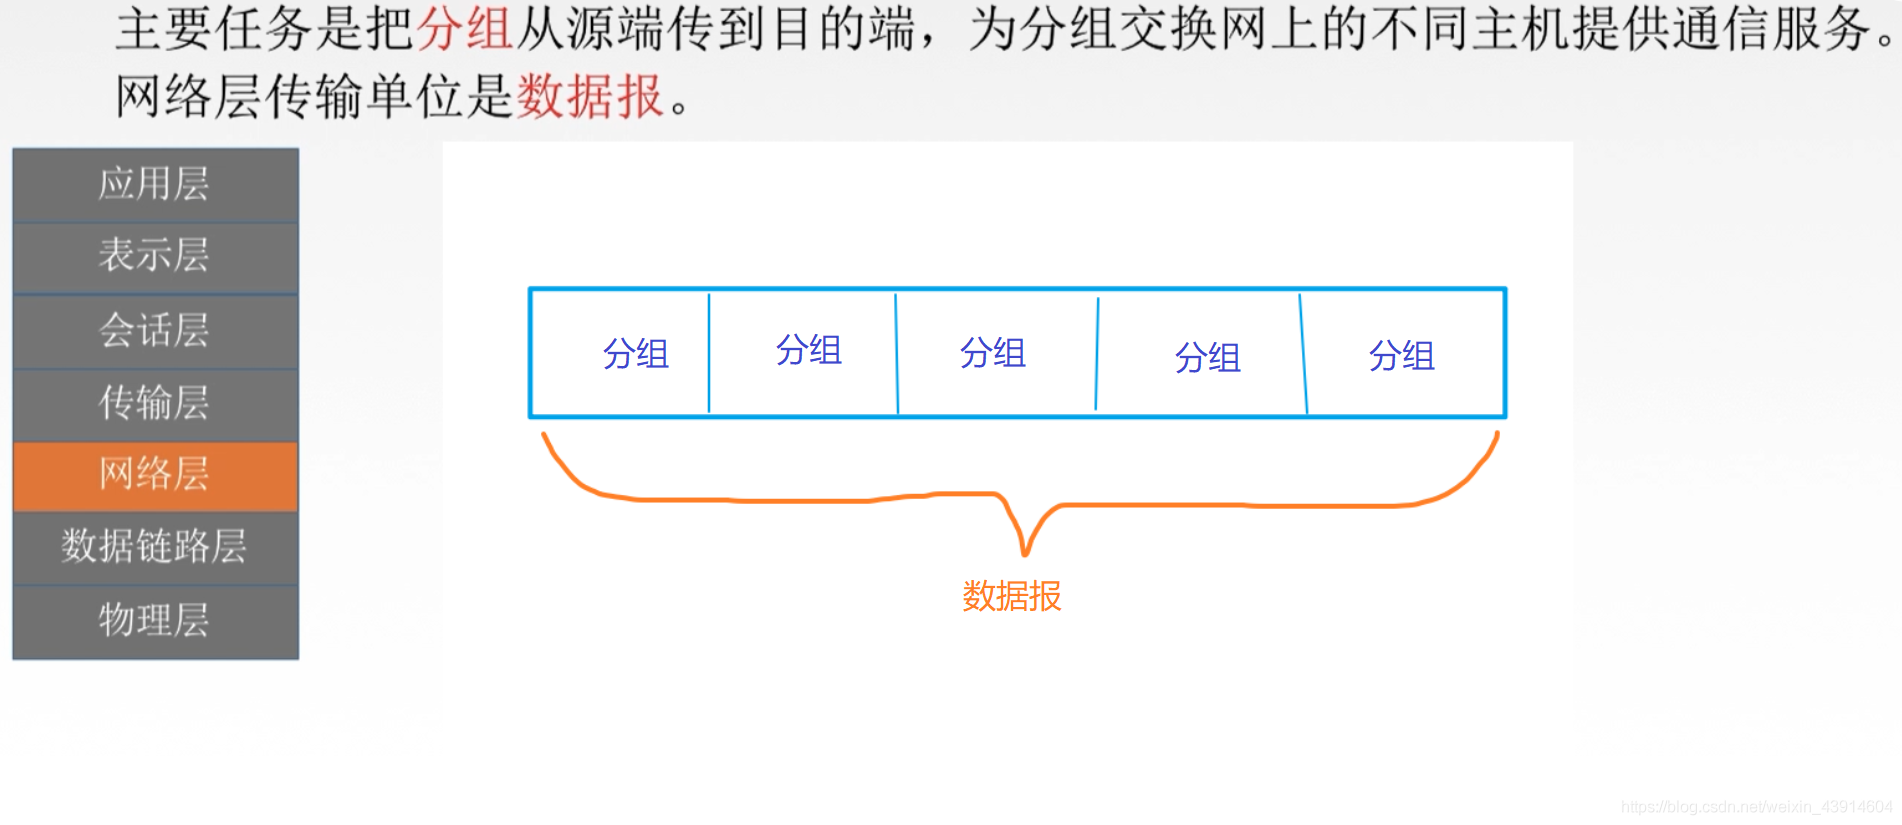 主要任务是把分组从源端传到目的端，为分组交换网上的不同主机提供通信服务。
网络层传输单位是数据报。
应用层
表示层
会话层
传输层
网络层
数据链路层
物理层
分组
分组
分组
分组
分组
数据报
https://blog.csdn.net/weixin_43914604